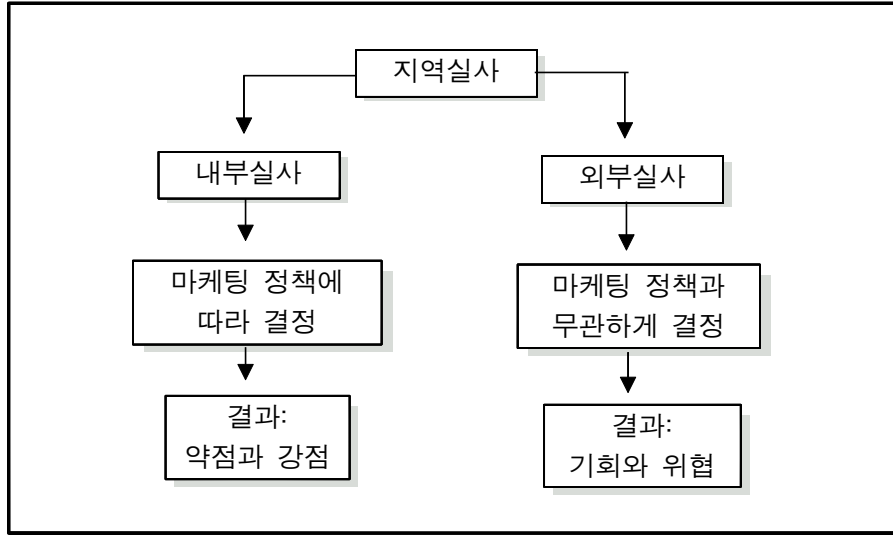 지역실사
내부실사
외부실사
마케팅 정책에
따라 결정
마케팅 정책과
무관하게 결정
결과:
약점과 강점
결과:
기회와 위협